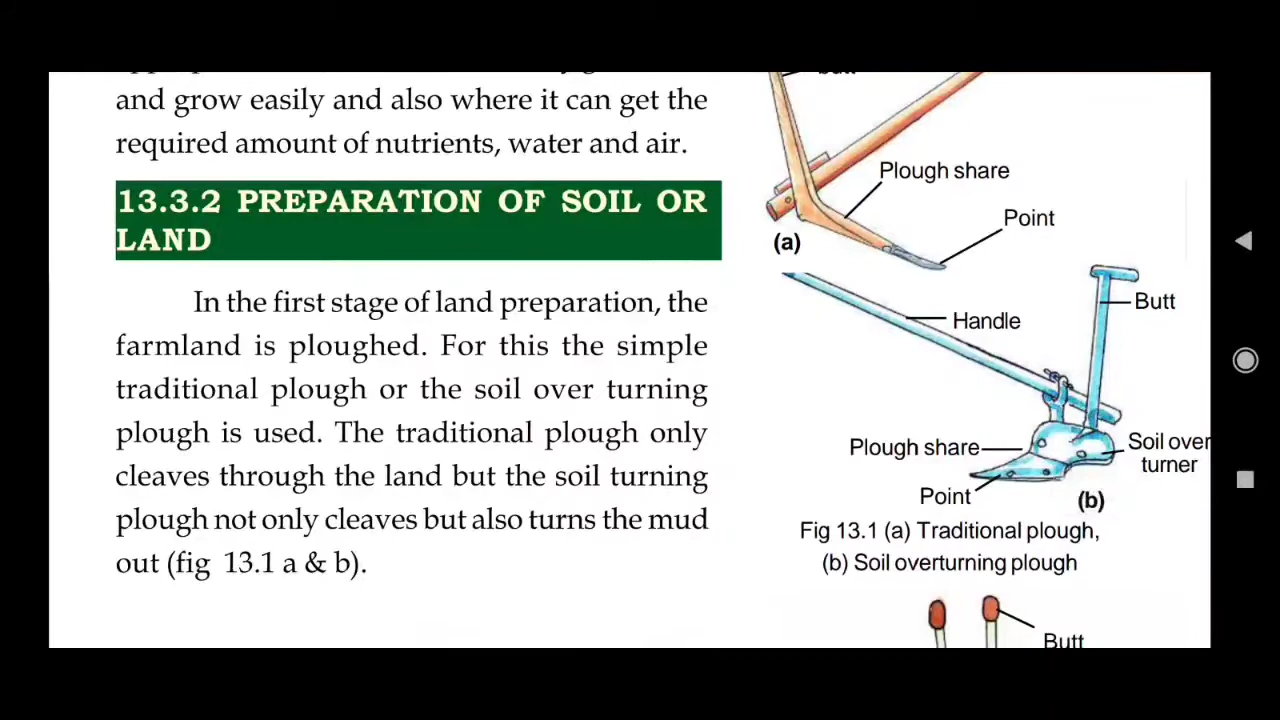 and grow easily and also where it can get the
required amount of nutrients, water and air.
13.3.2 PREPARATION OF SOIL OR
LAND
In the first stage of land preparation, the
farmland is ploughed. For this the simple
traditional plough or the soil over turning
plough is used. The traditional plough only
cleaves through the land but the soil turning
plough not only cleaves but also turns the mud
out (fig 13.1 a & b).
Plough share
Point
(a)
Butt
Handle
Plough share
Soil over
turner
Point
(b)
Fig 13.1 (a) Traditional plough,
(b) Soil overturning plough
Butt